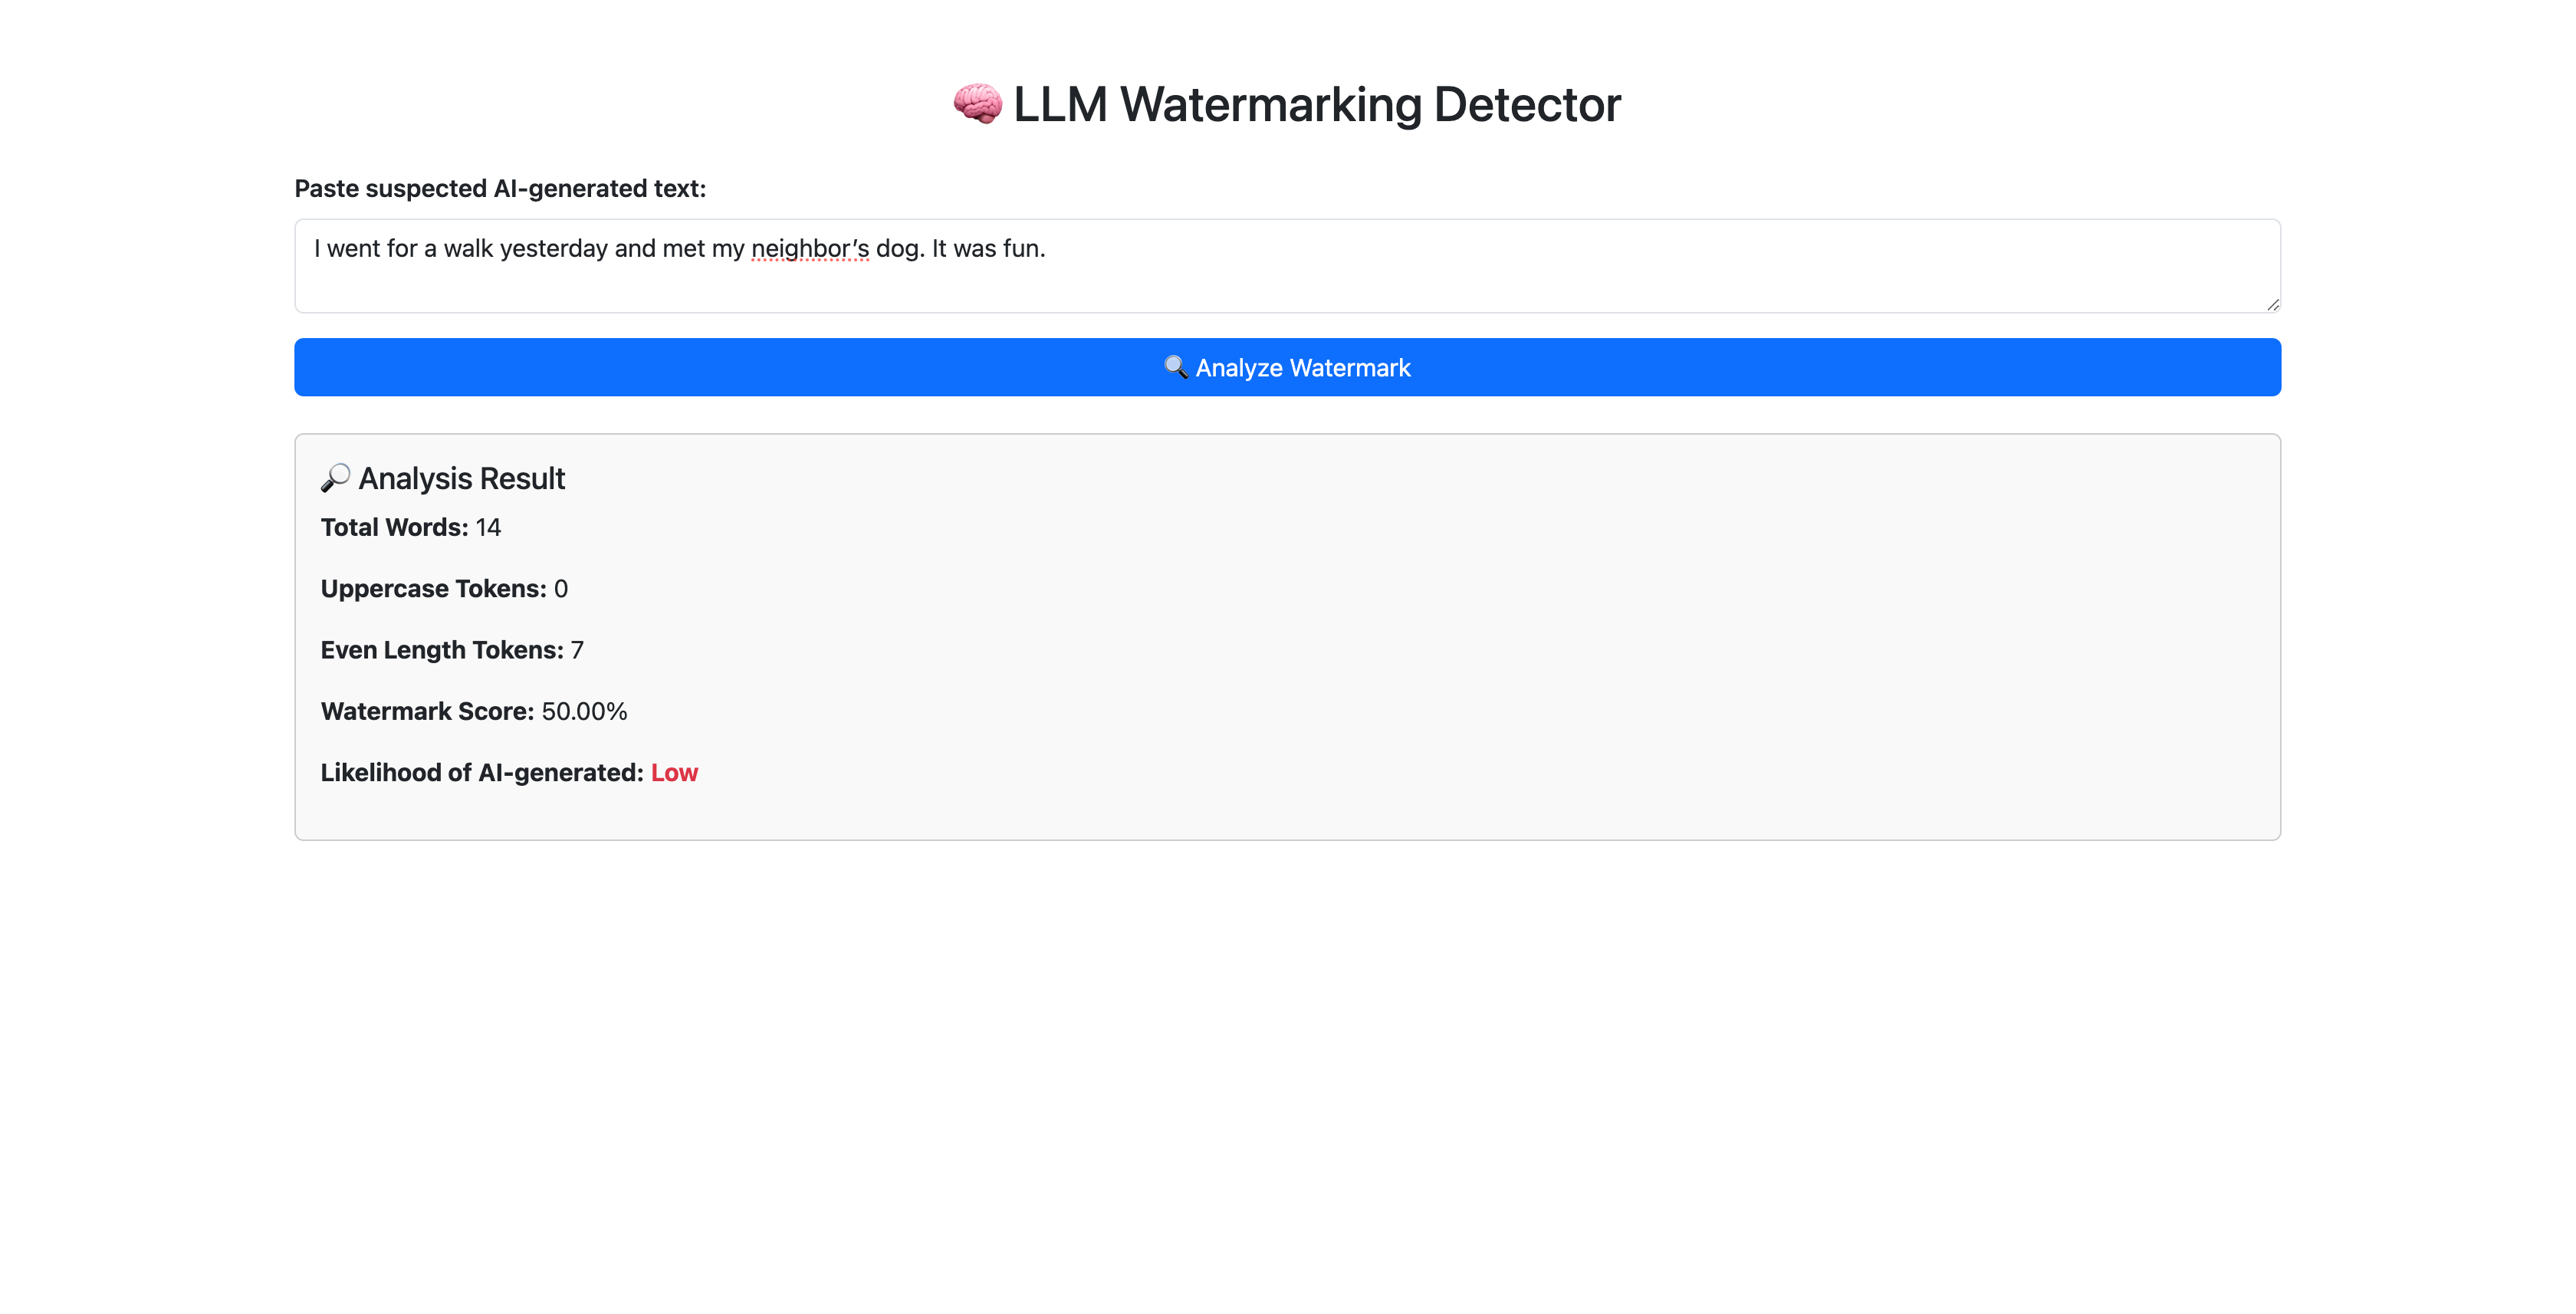 🧠 LLM Watermarking Detector
Paste suspected AI-generated text:
I went for a walk yesterday and met my neighbor’s dog. It was fun.
🔍 Analyze Watermark
🔎 Analysis Result
Total Words: 14
Uppercase Tokens: 0
Even Length Tokens: 7
Watermark Score: 50.00%
Likelihood of AI-generated: Low